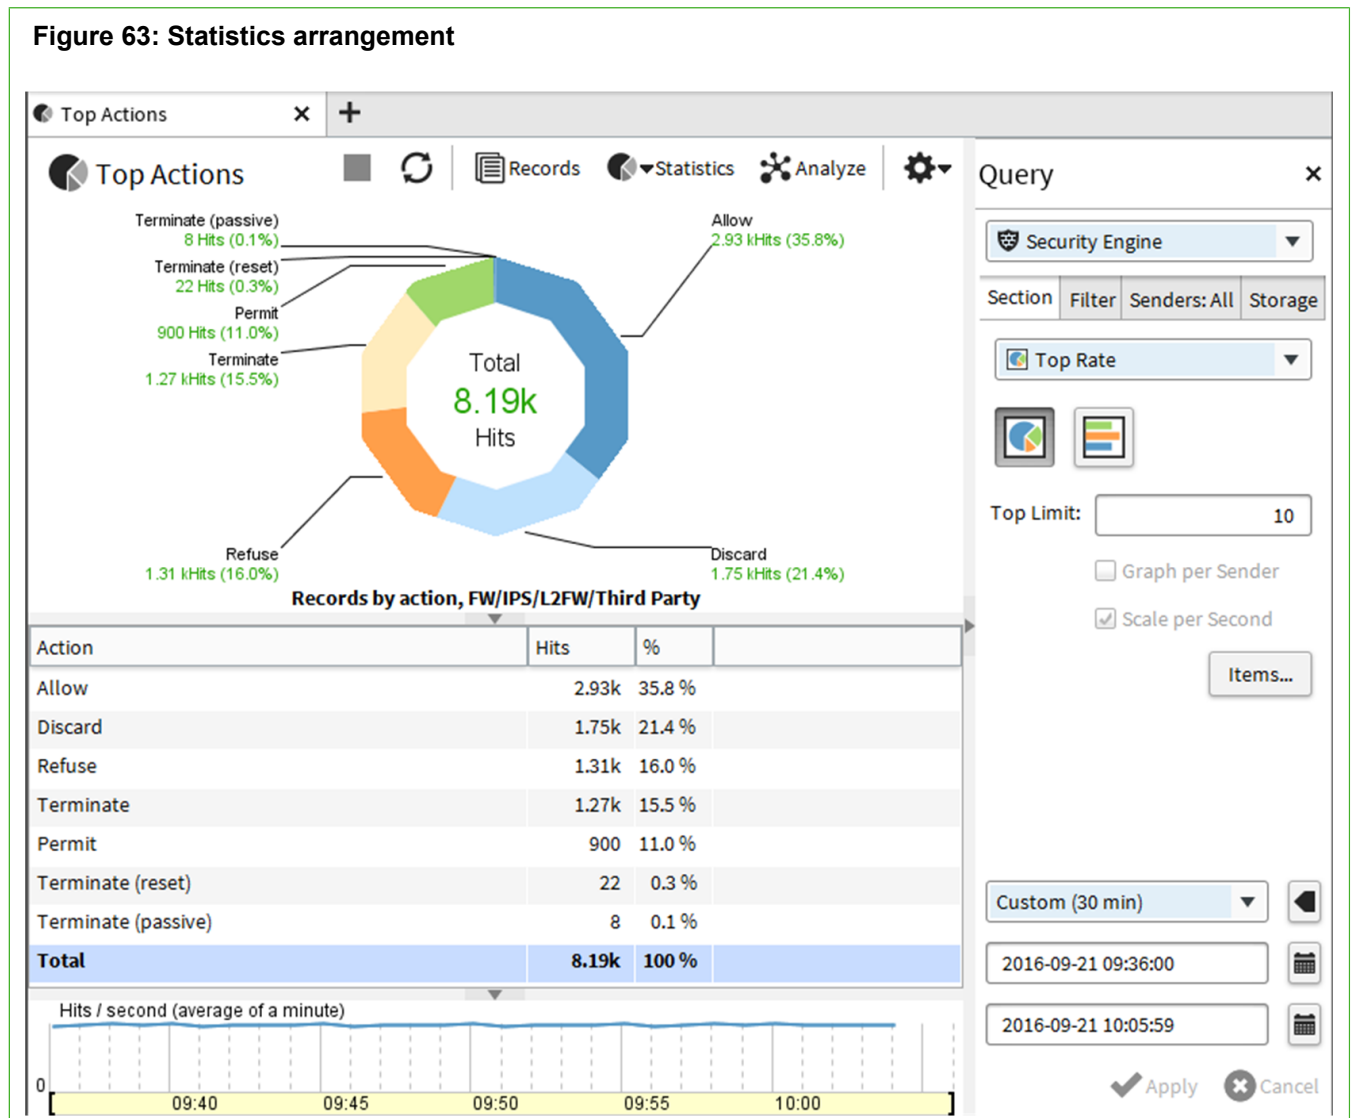 Figure 63: Statistics arrangement
Top Actions
Top Actions
Records
Statistics
Analyze
Terminate (passive)
8 Hits (0.1%)
Terminate (reset)
22 Hits (0.3%)
Permit
900 Hits (11.0%)
Terminate
1.27 kHits (15.5%)
Refuse
1.31 kHits (16.0%)
Allow
2.93 kHits (35.8%)
Discard
1.75 kHits (21.4%)
Total
8.19k
Hits
Records by action, FW/IPS/L2FW/Third Party
Action Hits %
Allow 2.93k 35.8 %
Discard 1.75k 21.4 %
Refuse 1.31k 16.0 %
Terminate 1.27k 15.5 %
Permit 900 11.0 %
Terminate (reset) 22 0.3 %
Terminate (passive) 8 0.1 %
Total 8.19k 100 %
Hits / second (average of a minute)
0
09:40 09:45 09:50 09:55 10:00
Query
Security Engine
Section Filter Senders: All Storage
Top Rate
Top Limit: 10
Graph per Sender
Scale per Second
Items...
Custom (30 min)
2016-09-21 09:36:00
2016-09-21 10:05:59
Apply Cancel